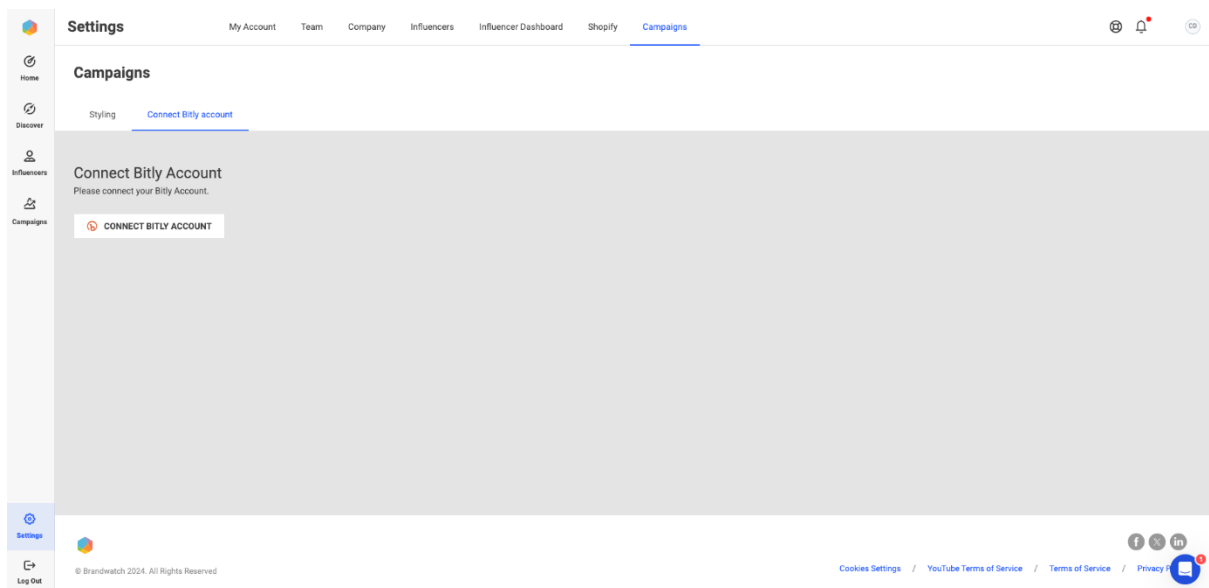 Settings
My Account Team Company Influencers Influencer Dashboard Shopify Campaigns
CD
Home
Discover
Influencers
Campaigns
Campaigns
Styling Connect Bitly account
Connect Bitly Account
Please connect your Bitly Account.
CONNECT BITLY ACCOUNT
Settings
Log Out
© Brandwatch 2024. All Rights Reserved
Cookies Settings / YouTube Terms of Service / Terms of Service / Privacy
1